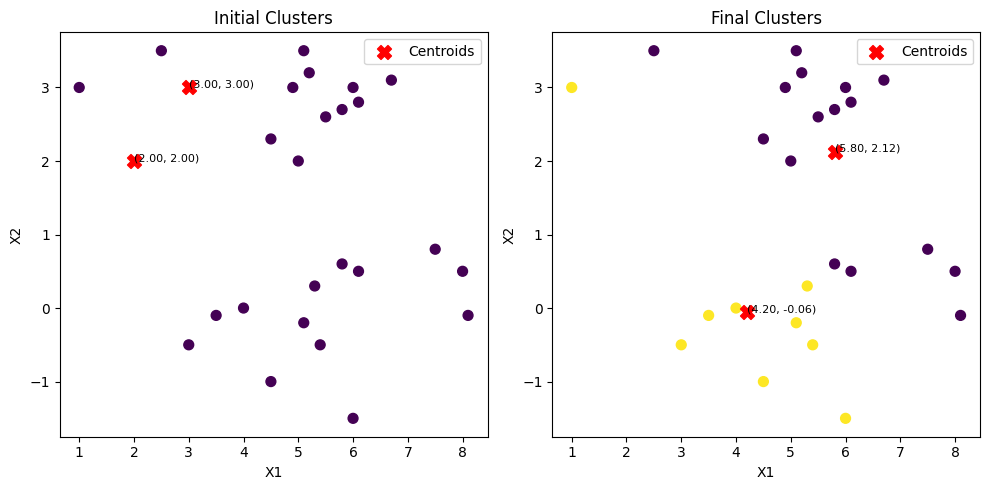 Initial Clusters
Centroids
(3.00, 3.00)
(2.00, 2.00)
3
2
1
0
−1
X2
1 2 3 4 5 6 7 8
X1
Final Clusters
Centroids
(5.80, 2.12)
(4.20, -0.06)
3
2
1
0
−1
X2
1 2 3 4 5 6 7 8
X1